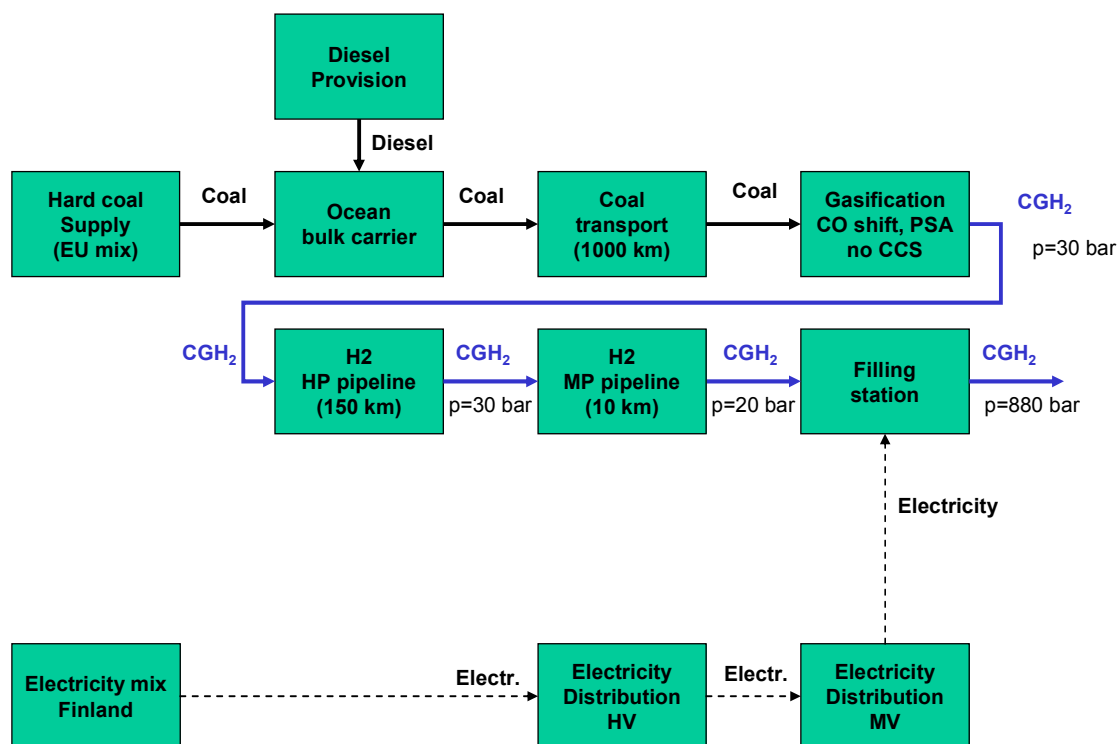 Diesel
Provision
Diesel
Hard coal
Supply
(EU mix)
Coal
Ocean
bulk carrier
Coal
Coal
transport
(1000 km)
Coal
Gasification
CO shift, PSA
no CCS
CGH₂
p=30 bar
CGH₂
H2
HP pipeline
(150 km)
CGH₂
p=30 bar
H2
MP pipeline
(10 km)
CGH₂
p=20 bar
Filling
station
CGH₂
p=880 bar
Electricity
Electricity mix
Finland
Electr.
Electricity
Distribution
HV
Electr.
Electricity
Distribution
MV